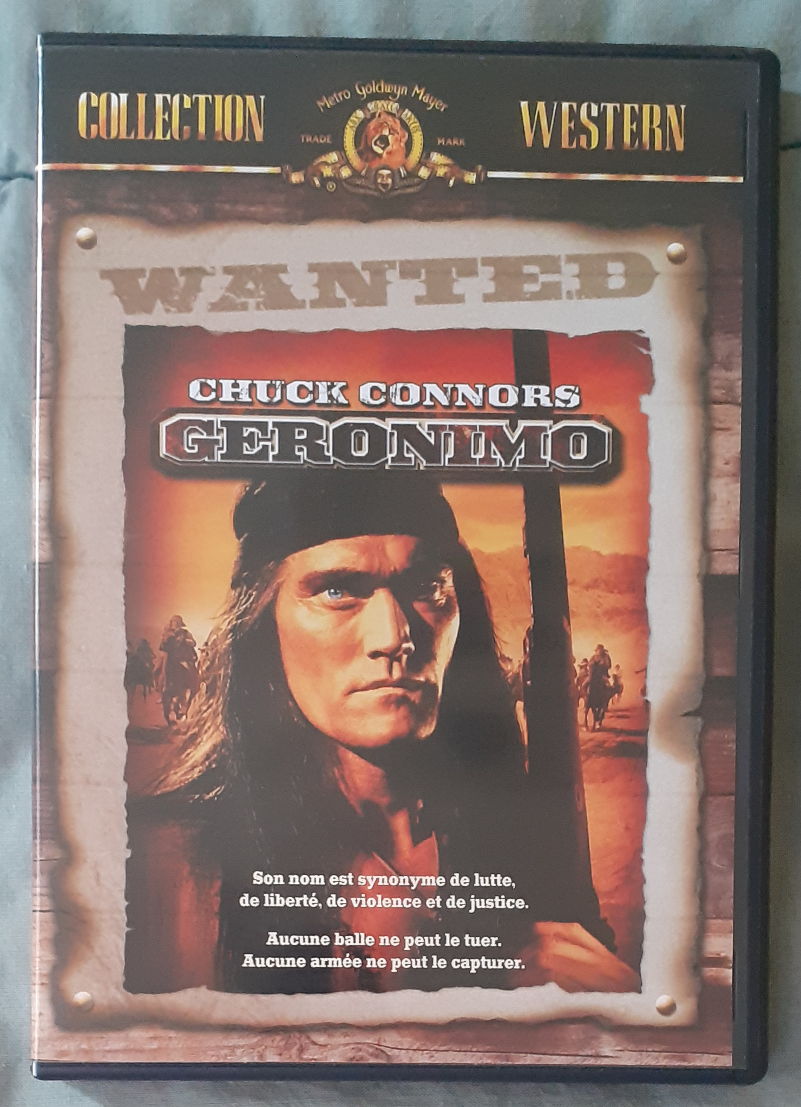 COLLECTION
Metro Goldwyn Mayer
TRADE MARK
WESTERN
WANTED
CHUCK CONNORS
GERONIMO
Son nom est synonyme de lutte,
de liberté, de violence et de justice.
Aucune balle ne peut le tuer.
Aucune armée ne peut le capturer.